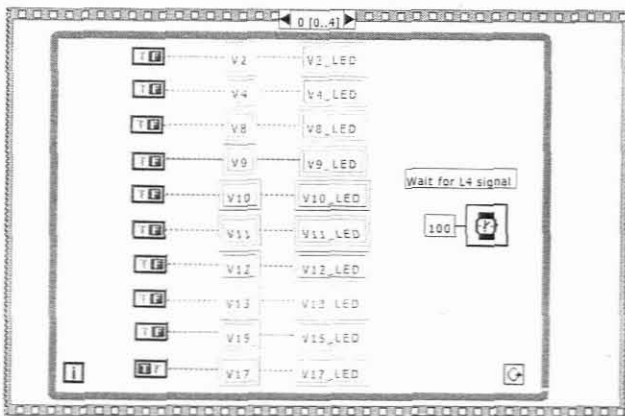 0 [0..4]
T F V2 V2_LED
T F V4 V4_LED
T F V8 V8_LED
T F V9 V9_LED
Wait for L4 signal
T F V10 V10_LED
T F V11 V11_LED
100
T F V12 V12_LED
T F V13 V13_LED
T F V15 V15_LED
T F V17 V17_LED
i